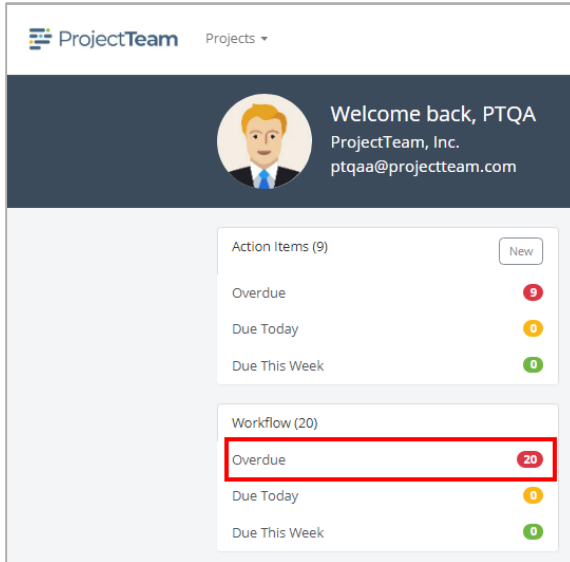 ProjectTeam Projects
Welcome back, PTQA
ProjectTeam, Inc.
ptqaa@projectteam.com
Action Items (9) New
Overdue 9
Due Today 0
Due This Week 0
Workflow (20)
Overdue 20
Due Today 0
Due This Week 0